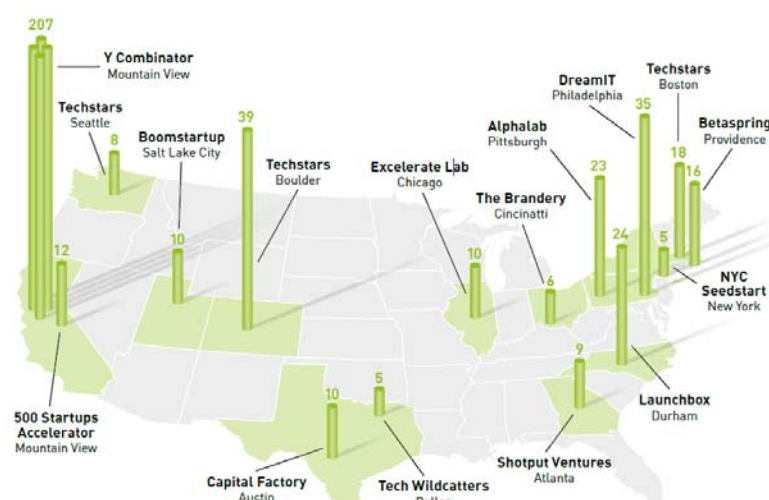 207
Y Combinator
Mountain View
Techstars
Seattle
8
Boomstartup
Salt Lake City
10
39
Techstars
Boulder
12
500 Startups
Accelerator
Mountain View
Excelerate Lab
Chicago
10
The Brandery
Cincinatti
6
Alphalab
Pittsburgh
23
DreamIT
Philadelphia
35
Techstars
Boston
18
Betaspring
Providence
16
24
5
NYC
Seedstart
New York
Launchbox
Durham
9
Shotput Ventures
Atlanta
10
Capital Factory
Austin
5
Tech Wildcatters
Dallas